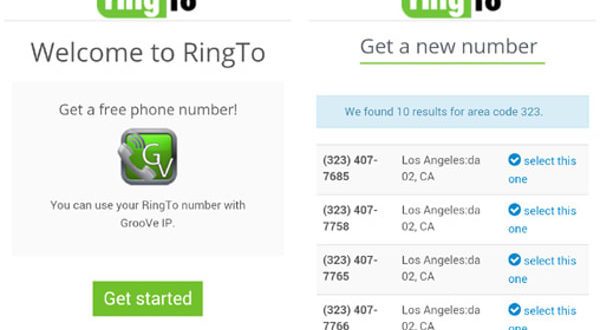 ringTo
Welcome to RingTo
Get a free phone number!
GV
You can use your RingTo number with
GrooVe IP.
Get started
ringTo
Get a new number
We found 10 results for area code 323.
(323) 407-
7685
Los Angeles:da
02, CA
select this
one
(323) 407-
7758
Los Angeles:da
02, CA
select this
one
(323) 407-
7765
Los Angeles:da
02, CA
select this
one
(323) 407-
7766
Los Angeles:da
02, CA
select this
one